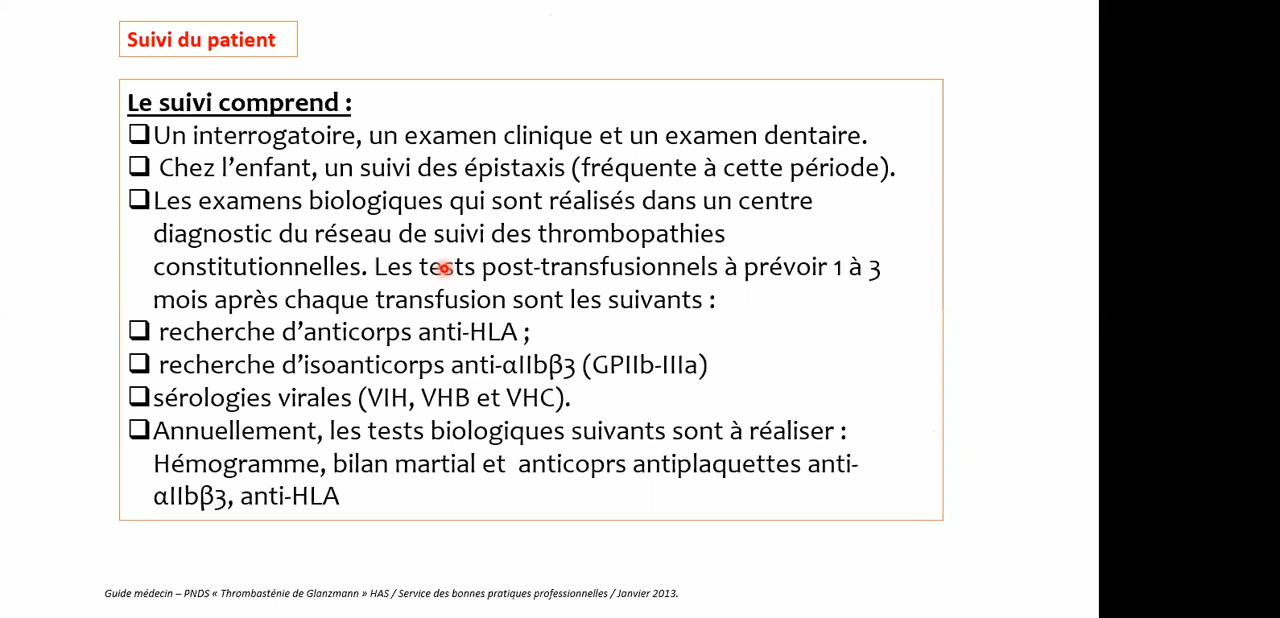 Suivi du patient
Le suivi comprend :
❑Un interrogatoire, un examen clinique et un examen dentaire.
❑ Chez l’enfant, un suivi des épistaxis (fréquente à cette période).
❑Les examens biologiques qui sont réalisés dans un centre
diagnostic du réseau de suivi des thrombopathies
constitutionnelles. Les tests post-transfusionnels à prévoir 1 à 3
mois après chaque transfusion sont les suivants :
❑ recherche d’anticorps anti-HLA ;
❑ recherche d’isoanticorps anti-αIIbβ3 (GPIIb-IIIa)
❑sérologies virales (VIH, VHB et VHC).
❑Annuellement, les tests biologiques suivants sont à réaliser :
Hémogramme, bilan martial et  anticoprs antiplaquettes anti-
αIIbβ3, anti-HLA
Guide médecin – PNDS « Thrombasténie de Glanzmann » HAS / Service des bonnes pratiques professionnelles / Janvier 2013.